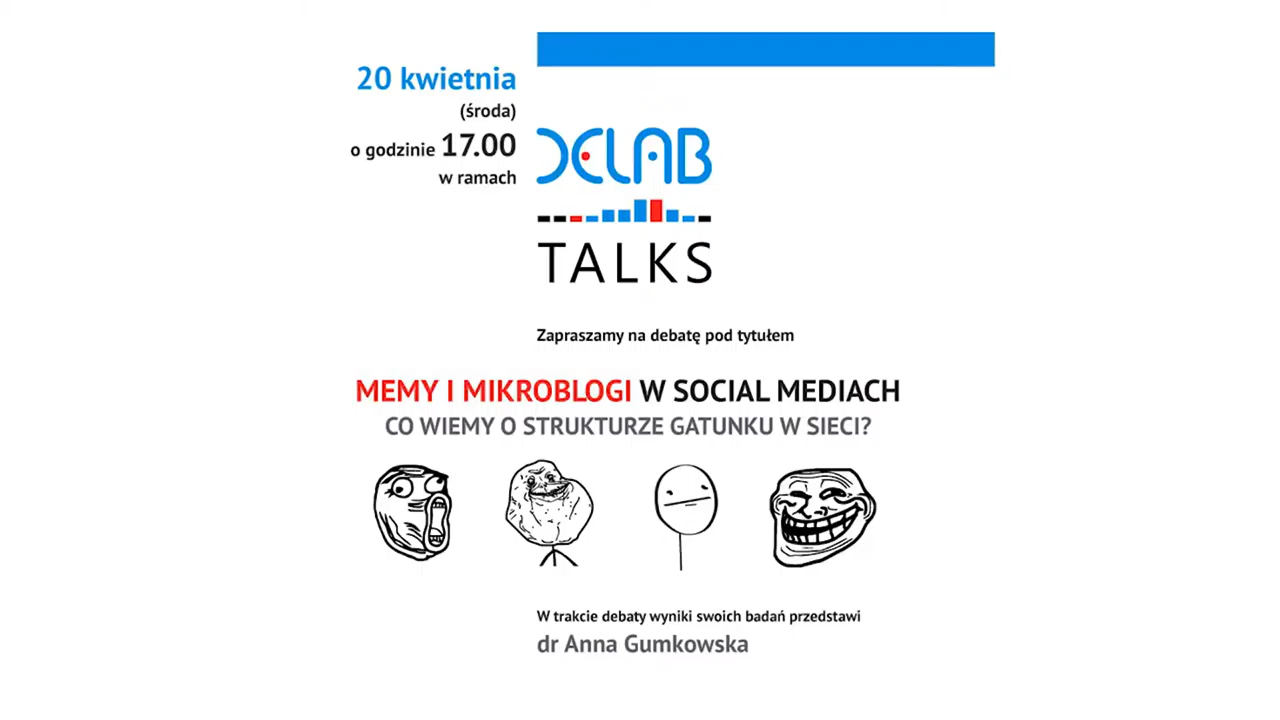 20 kwietnia
(środa)
o godzinie 17.00
w ramach
DELAB
TALKS
Zapraszamy na debatę pod tytułem
MEMY I MIKROBLOGI W SOCIAL MEDIACH
CO WIEMY O STRUKTURZE GATUNKU W SIECI?
W trakcie debaty wyniki swoich badań przedstawi
dr Anna Gumkowska